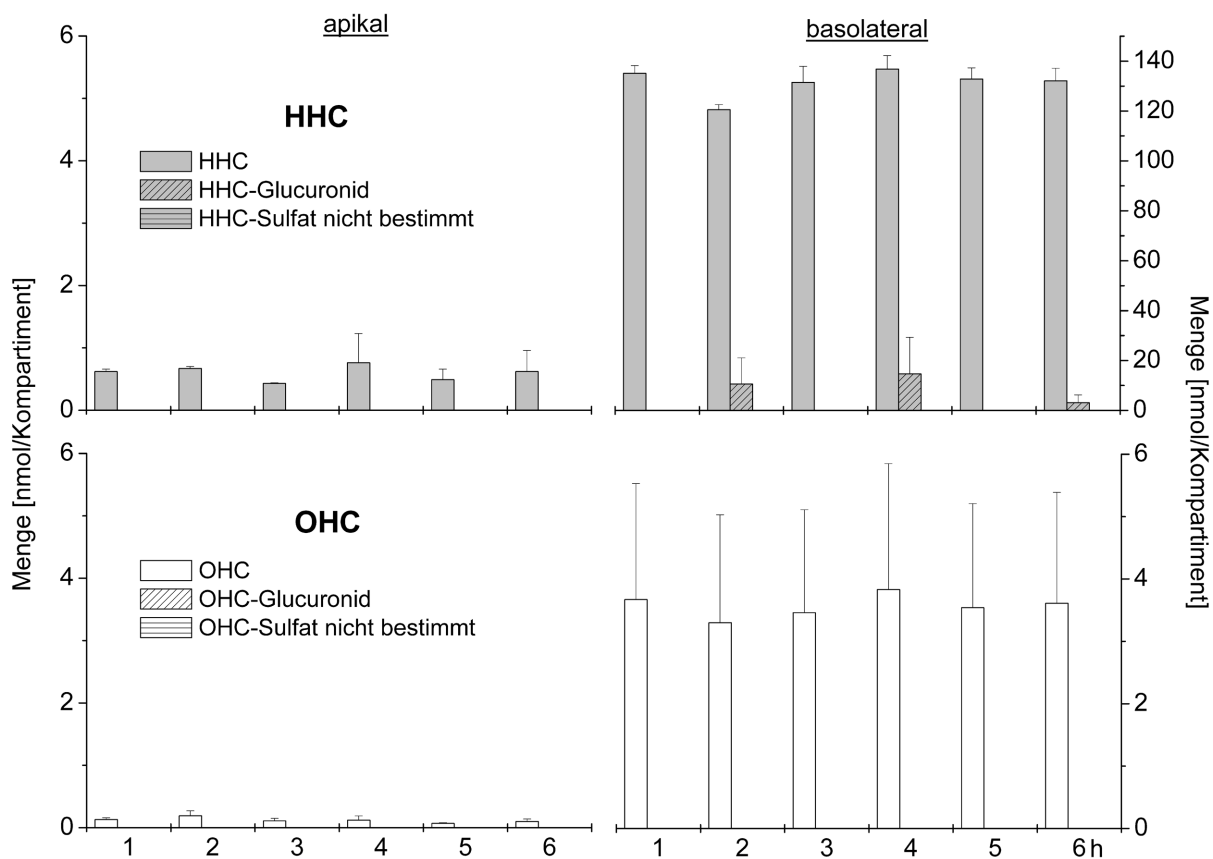 apikal
basolateral
6
4
2
0
HHC
HHC
HHC-Glucuronid
HHC-Sulfat nicht bestimmt
140
120
100
80
60
40
20
0
Menge [nmol/Kompartiment]
Menge [nmol/Kompartiment]
6
4
2
0
OHC
OHC
OHC-Glucuronid
OHC-Sulfat nicht bestimmt
6
4
2
0
1 2 3 4 5 6
1 2 3 4 5 6 h